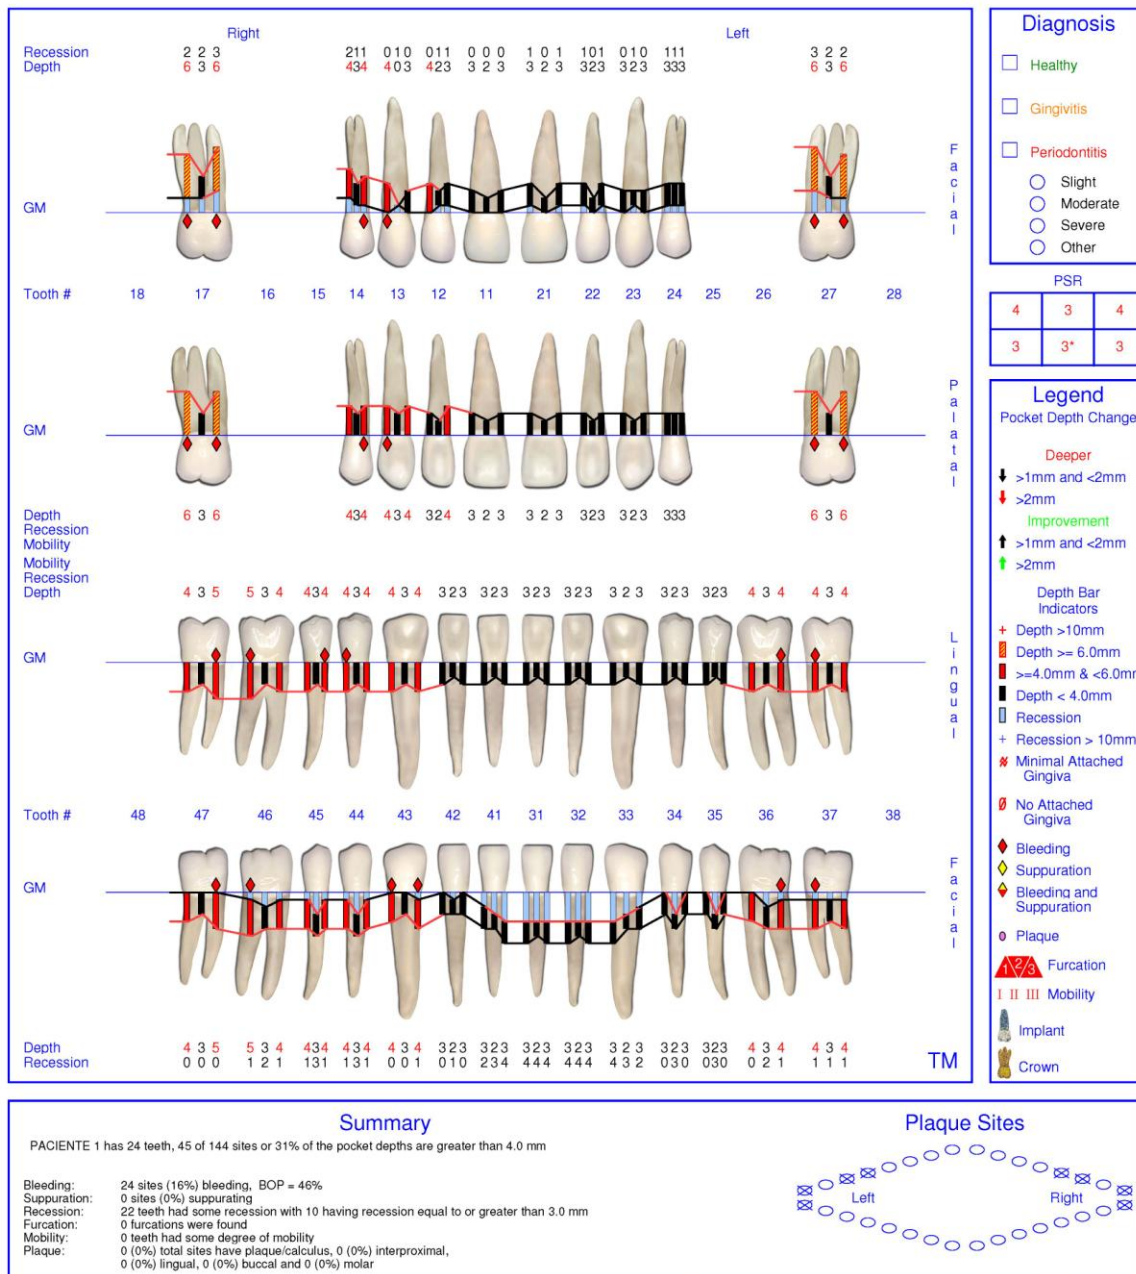 Right Left
Recession 2 2 3 211 010 011 0 0 0 1 0 1 101 010 111 3 2 2
Depth 6 3 6 434 403 423 3 2 3 3 2 3 323 323 333 6 3 6
Facial
GM
Tooth # 18 17 16 15 14 13 12 11 21 22 23 24 25 26 27 28
Palatal
GM
Depth 6 3 6 434 4 3 4 324 3 2 3 3 2 3 323 323 333 6 3 6
Recession
Mobility
Mobility
Recession
Depth 4 3 5 5 3 4 434 4 3 4 4 3 4 323 323 323 323 323 323 323 4 3 4 4 3 4
Lingual
GM
Tooth # 48 47 46 45 44 43 42 41 31 32 33 34 35 36 37 38
Facial
GM
Depth 4 3 5 5 3 4 434 4 3 4 4 3 4 323 323 323 323 3 2 3 323 323 4 3 4 4 3 4
Recession 0 0 0 1 2 1 131 131 0 0 1 010 234 444 444 4 3 2 030 030 0 2 1 1 1 1
TM
Diagnosis
Healthy
Gingivitis
Periodontitis
Slight
Moderate
Severe
Other
PSR
4 3 4
3 3* 3
Legend
Pocket Depth Change
Deeper
>1mm and <2mm
>2mm
Improvement
>1mm and <2mm
>2mm
Depth Bar
Indicators
+ Depth >10mm
Depth >= 6.0mm
>=4.0mm & <6.0mm
Depth < 4.0mm
Recession
+ Recession > 10mm
Minimal Attached
Gingiva
No Attached
Gingiva
Bleeding
Suppuration
Bleeding and
Suppuration
Plaque
1 2 3 Furcation
I II III Mobility
Implant
Crown
Summary
PACIENTE 1 has 24 teeth, 45 of 144 sites or 31% of the pocket depths are greater than 4.0 mm
Bleeding: 24 sites (16%) bleeding, BOP = 46%
Suppuration: 0 sites (0%) suppurating
Recession: 22 teeth had some recession with 10 having recession equal to or greater than 3.0 mm
Furcation: 0 furcations were found
Mobility: 0 teeth had some degree of mobility
Plaque: 0 (0%) total sites have plaque/calculus, 0 (0%) interproximal,
0 (0%) lingual, 0 (0%) buccal and 0 (0%) molar
Plaque Sites
Left Right